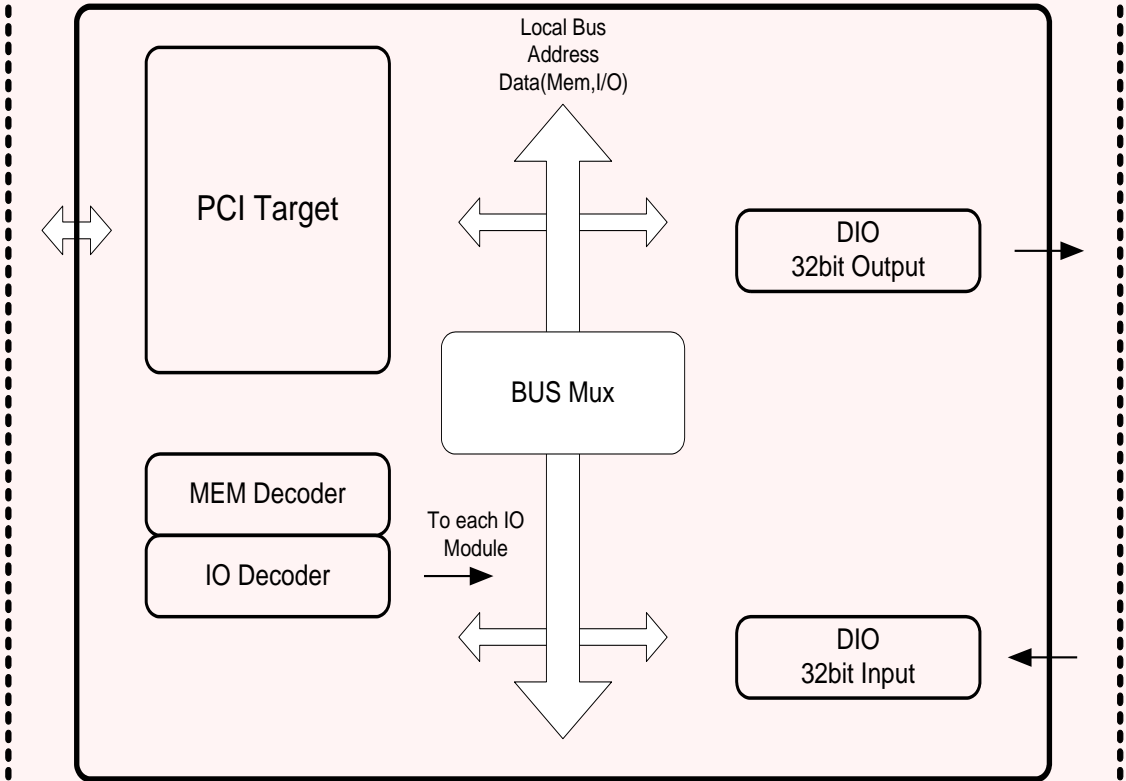 Local Bus
Address
Data(Mem,I/O)
PCI Target
DIO
32bit Output
BUS Mux
MEM Decoder
IO Decoder
To each IO
Module
DIO
32bit Input